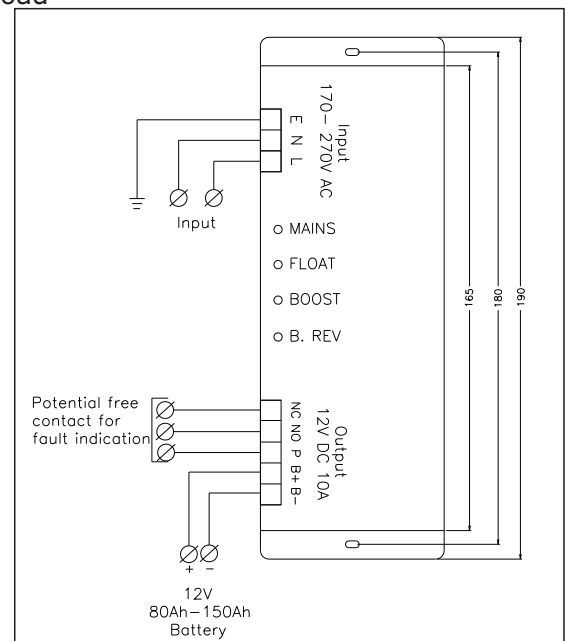 E N L
Input
170- 270V AC
Input
MAINS
FLOAT
BOOST
B. REV
165
180
190
Potential free
contact for
fault indication
NC NO P B+ B-
Output
12V DC 10A
+ -
12V
80Ah-150Ah
Battery